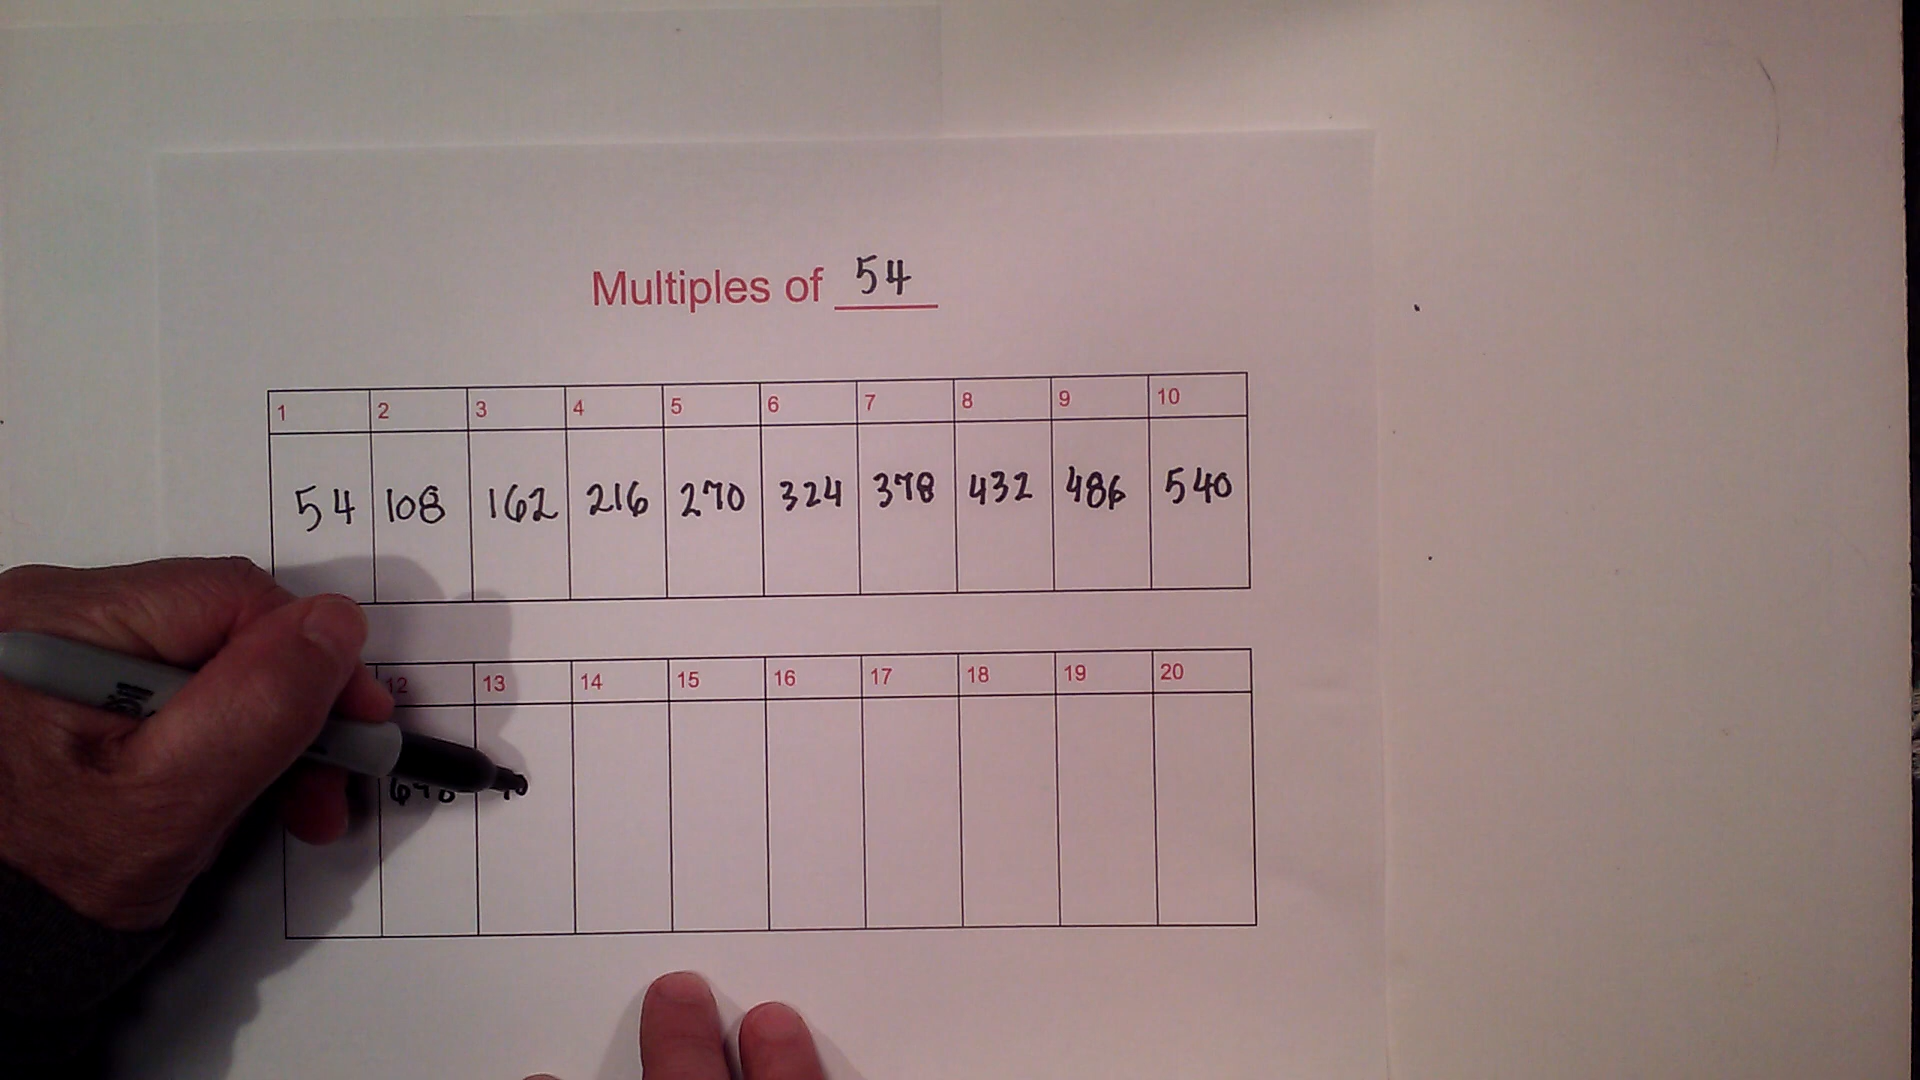 Multiples of 54
1 2 3 4 5 6 7 8 9 10
54 108 162 216 270 324 378 432 486 540
12 13 14 15 16 17 18 19 20